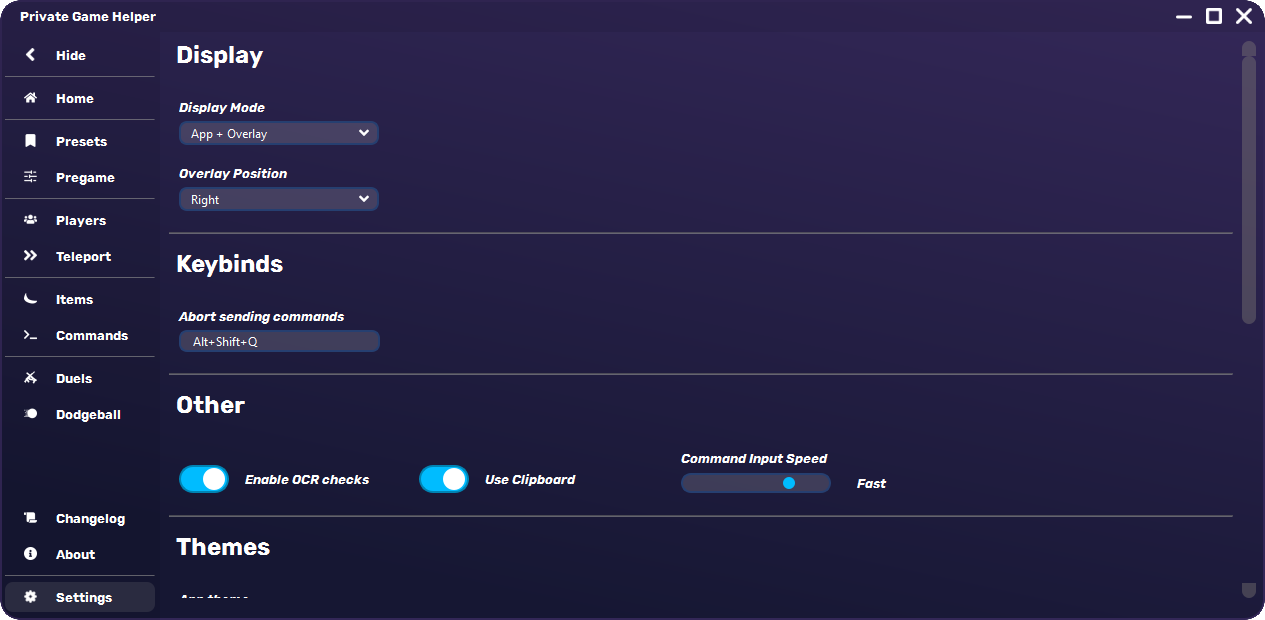 Private Game Helper
Hide
Home
Presets
Pregame
Players
Teleport
Items
Commands
Duels
Dodgeball
Changelog
About
Settings
Display
Display Mode
App + Overlay
Overlay Position
Right
Keybinds
Abort sending commands
Alt+Shift+Q
Other
Enable OCR checks
Use Clipboard
Command Input Speed
Fast
Themes
App theme